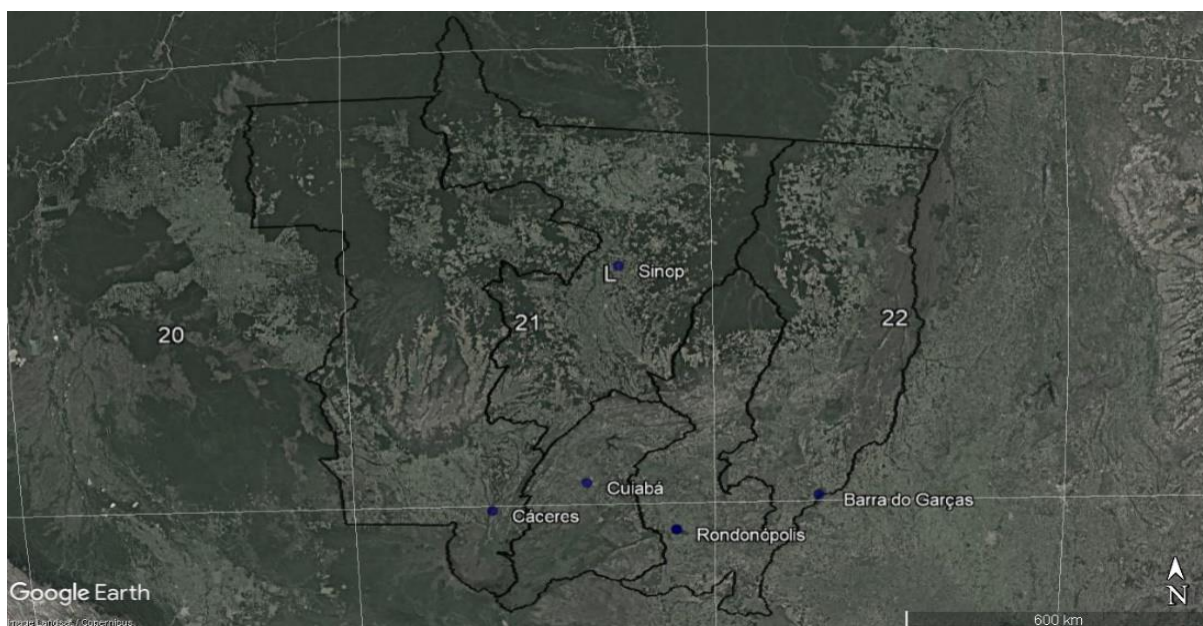 L
Sinop
20
21
22
Cuiabá
Cáceres
Barra do Garças
Rondonópolis
Google Earth
N
Image Landsat / Copernicus
600 km